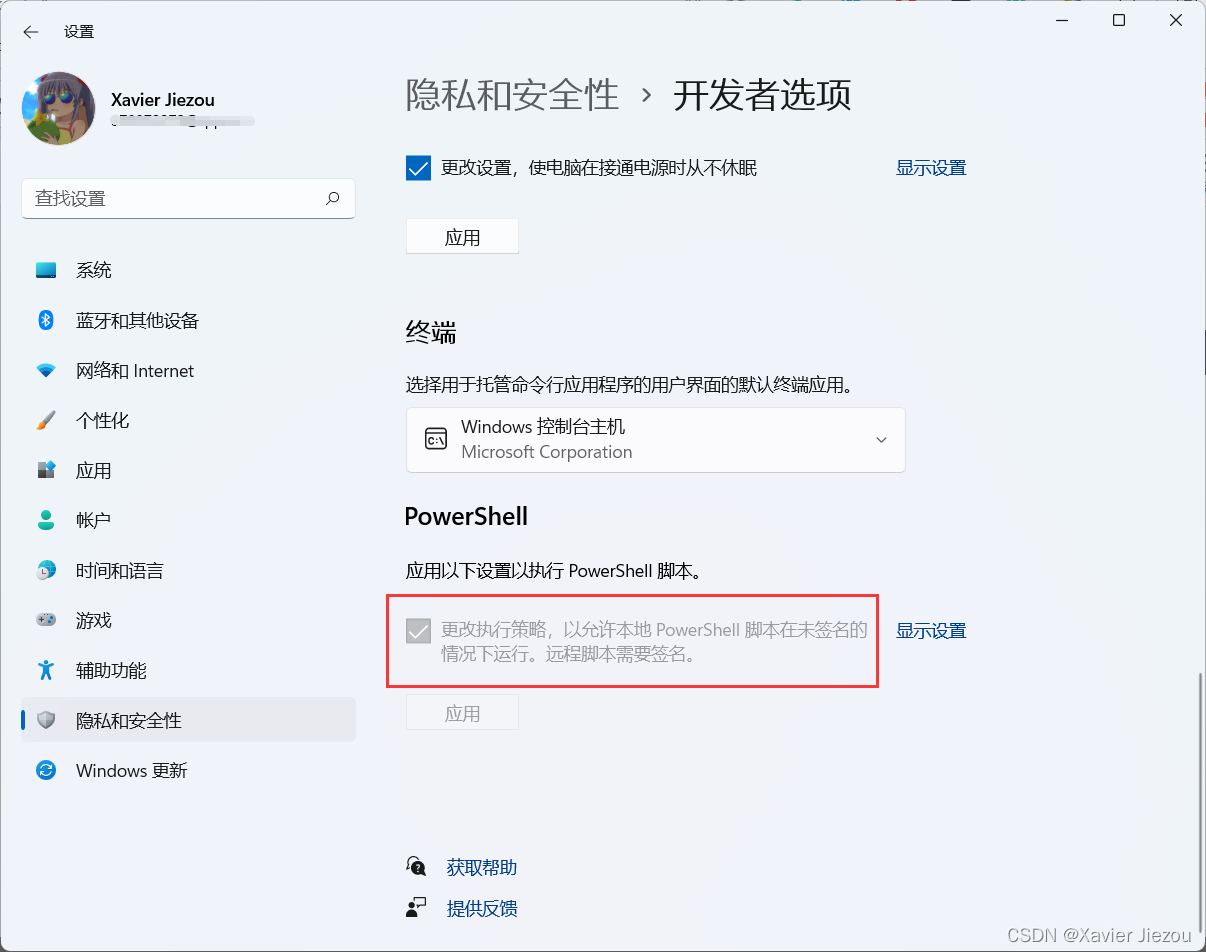 设置
Xavier Jiezou
查找设置
系统
蓝牙和其他设备
网络和 Internet
个性化
应用
帐户
时间和语言
游戏
辅助功能
隐私和安全性
Windows 更新
隐私和安全性 › 开发者选项
更改设置，使电脑在接通电源时从不休眠
显示设置
应用
终端
选择用于托管命令行应用程序的用户界面的默认终端应用。
C:\
Windows 控制台主机
Microsoft Corporation
PowerShell
应用以下设置以执行 PowerShell 脚本。
更改执行策略，以允许本地 PowerShell 脚本在未签名的
情况下运行。远程脚本需要签名。
显示设置
应用
获取帮助
提供反馈
CSDN @Xavier Jiezou